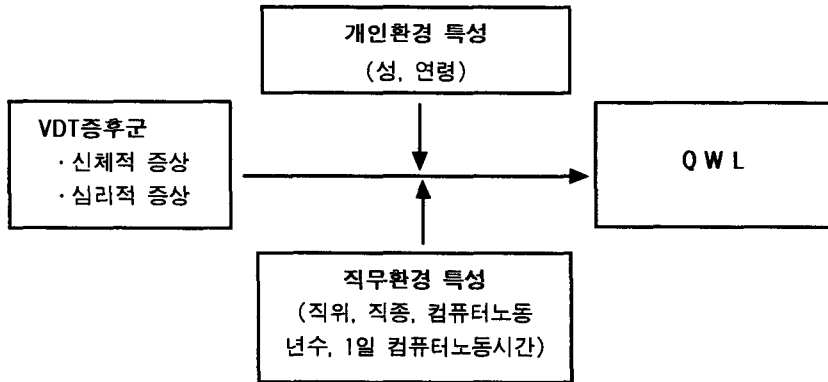 개인환경 특성
(성, 연령)
VDT증후군
· 신체적 증상
· 심리적 증상
Q W L
직무환경 특성
(직위, 직종, 컴퓨터노동
년수, 1일 컴퓨터노동시간)